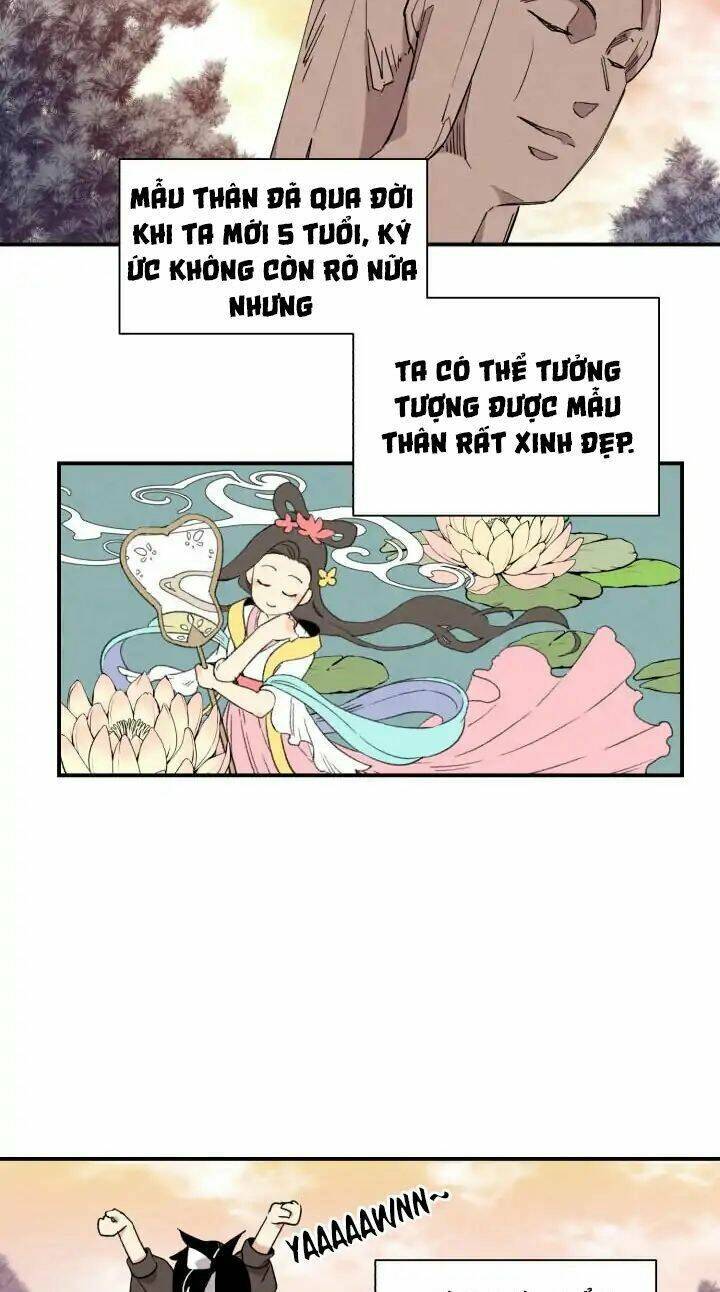 MẪU THÂN ĐÃ QUA ĐỜI
KHI TA MỚI 5 TUỔI, KÝ
ỨC KHÔNG CÒN RÕ NỮA
NHƯNG
TA CÓ THỂ TƯỞNG
TƯỢNG ĐƯỢC MẪU
THÂN RẤT XINH ĐẸP.
YAAAAAWNN~